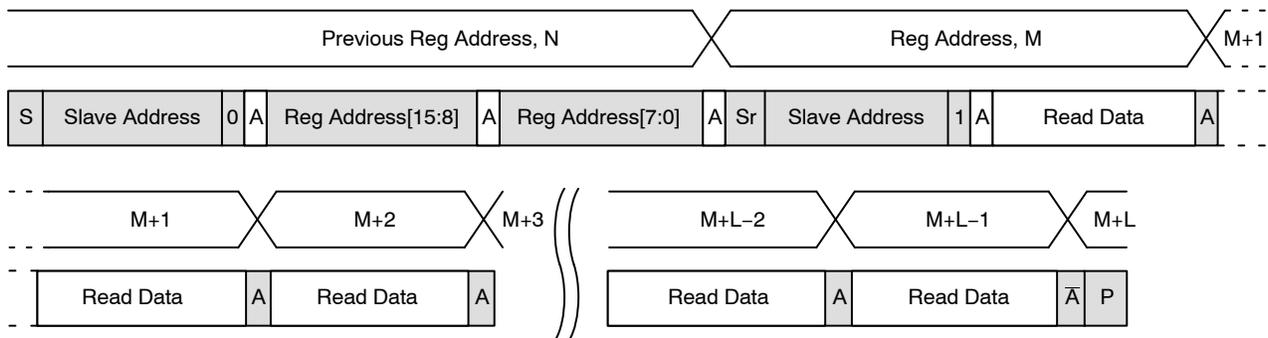 Previous Reg Address, N Reg Address, M M+1
S Slave Address 0 A Reg Address[15:8] A Reg Address[7:0] A Sr Slave Address 1 A Read Data A
M+1 M+2 M+3 M+L−2 M+L−1 M+L
Read Data A Read Data A Read Data A Read Data A̅ P